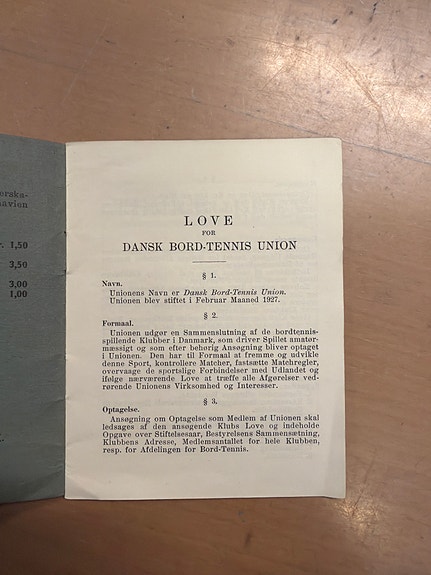 erska-
avien
r. 1,50
3,50
3,00
1,00
LOVE
FOR
DANSK BORD-TENNIS UNION
§ 1.
Navn.
Unionens Navn er Dansk Bord-Tennis Union.
Unionen blev stiftet i Februar Maaned 1927.
§ 2.
Formaal.
Unionen udgør en Sammenslutning af de bordtennis-
spillende Klubber i Danmark, som driver Spillet amatør-
mæssigt og som efter behørig Ansøgning bliver optaget
i Unionen. Den har til Formaal at fremme og udvikle
denne Sport, kontrollere Matcher, fastsætte Matchregler,
overvaage de sportslige Forbindelser med Udlandet og
ifølge nærværende Love at træffe alle Afgørelser ved-
rørende Unionens Virksomhed og Interesser.
§ 3.
Optagelse.
Ansøgning om Optagelse som Medlem af Unionen skal
ledsages af den ansøgende Klubs Love og indeholde
Opgave over Stiftelsesaar, Bestyrelsens Sammensætning,
Klubbens Adresse, Medlemsantallet for hele Klubben,
resp. for Afdelingen for Bord-Tennis.